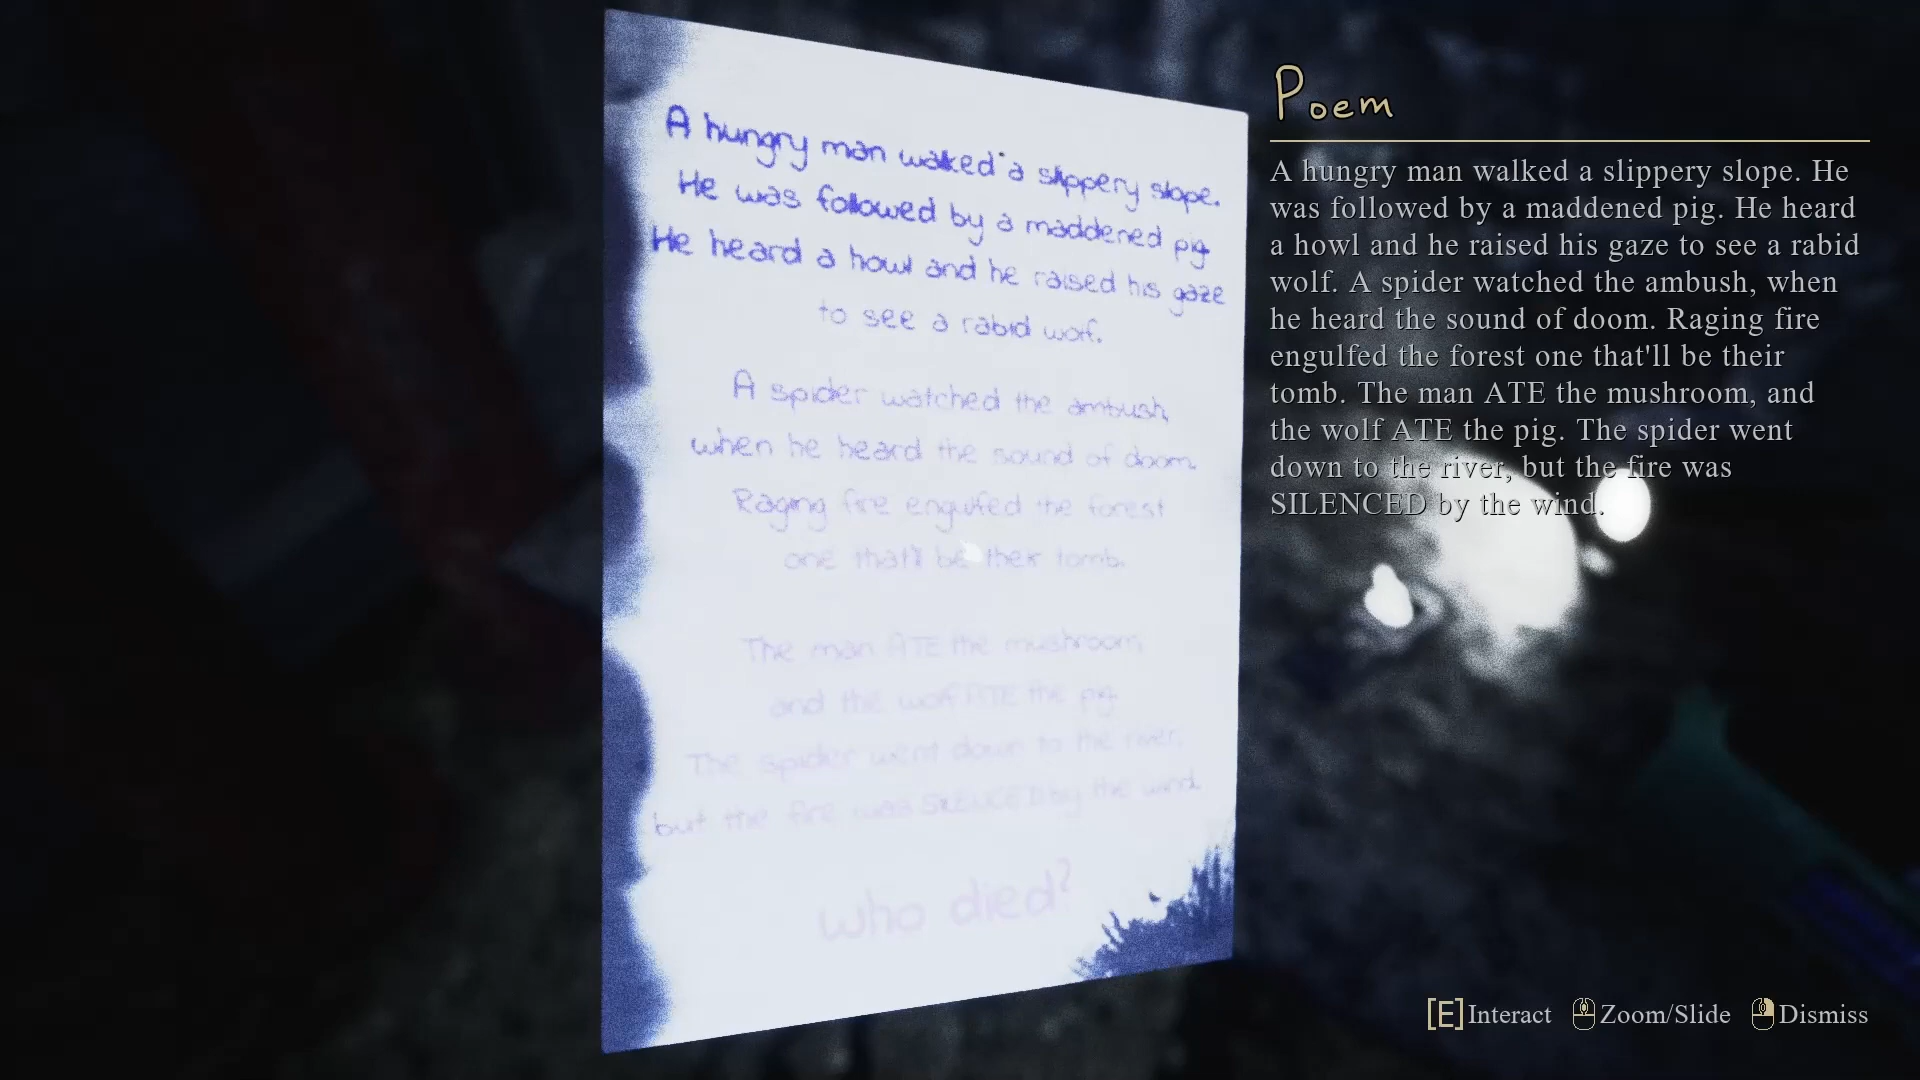 A hungry man walked a slippery slope.
He was followed by a maddened pig.
He heard a howl and he raised his gaze
to see a rabid wolf.
A spider watched the ambush,
when he heard the sound of doom.
Raging fire engulfed the forest
one that'll be their tomb.
The man ATE the mushroom,
and the wolf ATE the pig.
The spider went down to the river,
but the fire was SILENCED by the wind.
who died?
Poem
A hungry man walked a slippery slope. He
was followed by a maddened pig. He heard
a howl and he raised his gaze to see a rabid
wolf. A spider watched the ambush, when
he heard the sound of doom. Raging fire
engulfed the forest one that'll be their
tomb. The man ATE the mushroom, and
the wolf ATE the pig. The spider went
down to the river, but the fire was
SILENCED by the wind.
[E] Interact Zoom/Slide Dismiss